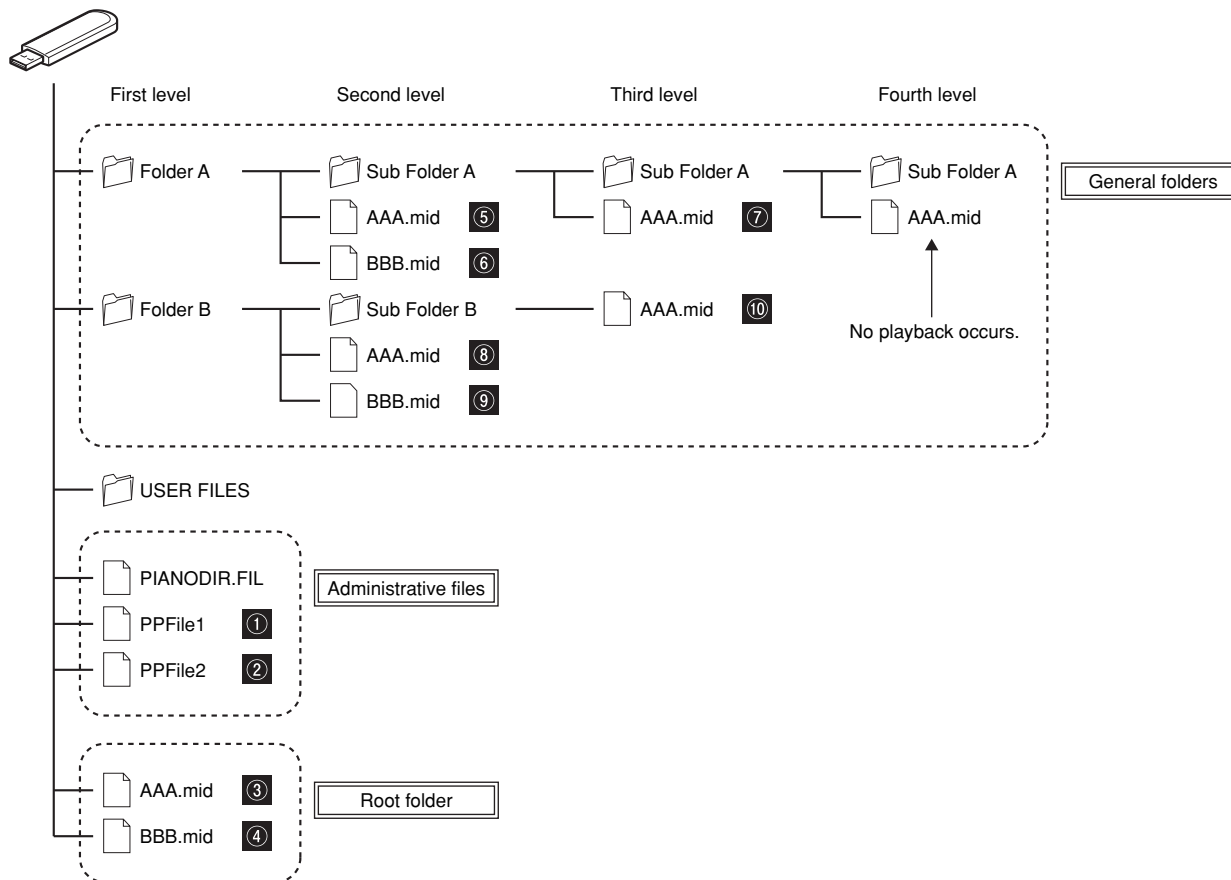 First level Second level Third level Fourth level
Folder A Sub Folder A Sub Folder A Sub Folder A
General folders
AAA.mid ⑤ AAA.mid ⑦ AAA.mid
BBB.mid ⑥
Folder B Sub Folder B AAA.mid ⑩
No playback occurs.
AAA.mid ⑧
BBB.mid ⑨
USER FILES
PIANODIR.FIL
Administrative files
PPFile1 ①
PPFile2 ②
AAA.mid ③
Root folder
BBB.mid ④